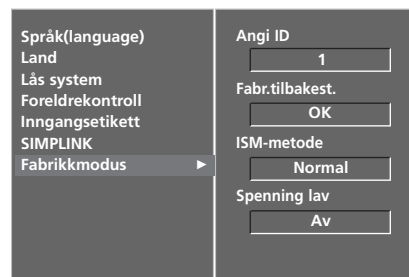 Språk(language)
Land
Lås system
Foreldrekontroll
Inngangsetikett
SIMPLINK
Fabrikkmodus ►
Angi ID
1
Fabr.tilbakest.
OK
ISM-metode
Normal
Spenning lav
Av